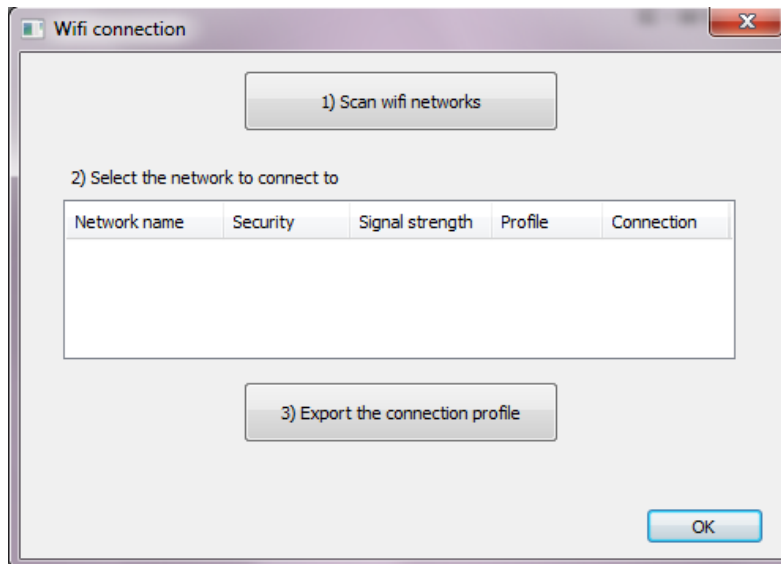 Wifi connection
1) Scan wifi networks
2) Select the network to connect to
Network name Security Signal strength Profile Connection
3) Export the connection profile
OK